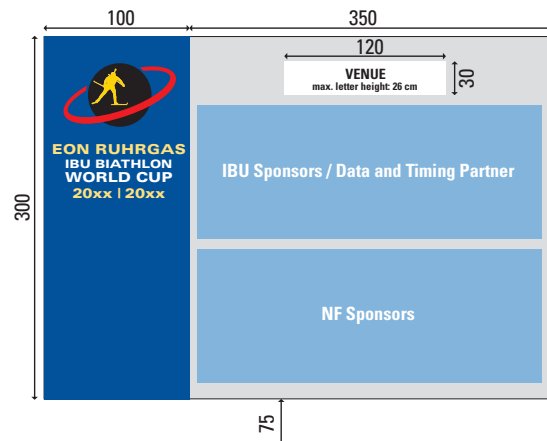 100
350
120
VENUE
max. letter height: 26 cm
30
EON RUHRGAS
IBU BIATHLON
WORLD CUP
20xx | 20xx
IBU Sponsors / Data and Timing Partner
300
NF Sponsors
75